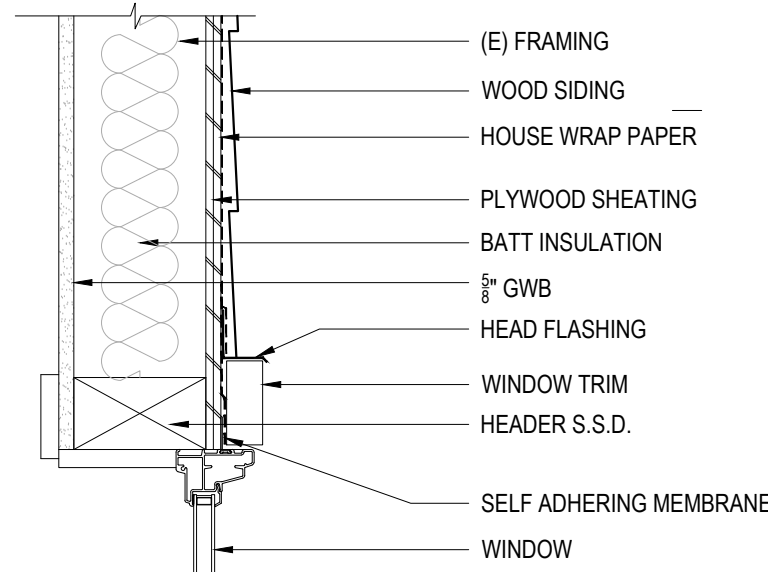 (E) FRAMING
WOOD SIDING
HOUSE WRAP PAPER
PLYWOOD SHEATING
BATT INSULATION
5/8" GWB
HEAD FLASHING
WINDOW TRIM
HEADER S.S.D.
SELF ADHERING MEMBRANE
WINDOW